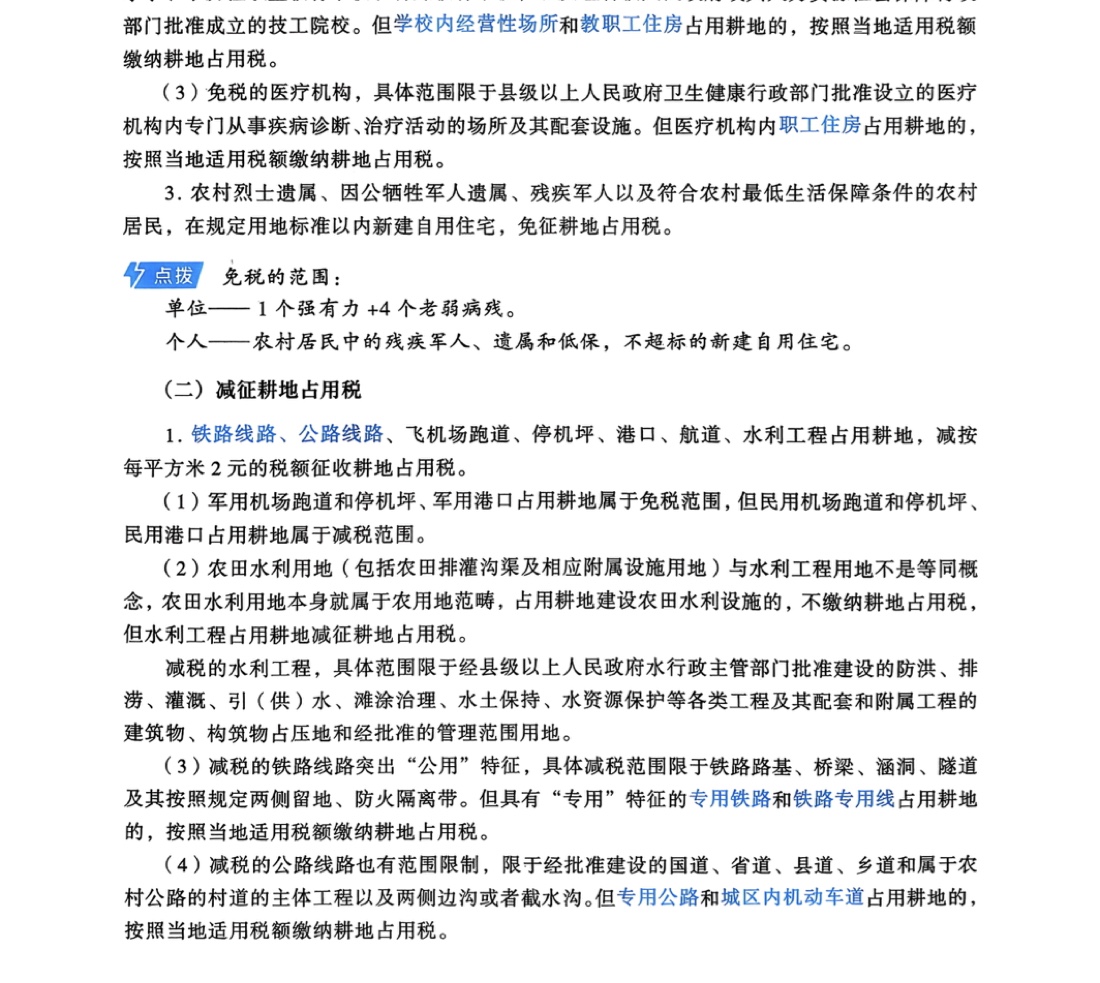 部门批准成立的技工院校。但学校内经营性场所和教职工住房占用耕地的，按照当地适用税额
缴纳耕地占用税。
（3）免税的医疗机构，具体范围限于县级以上人民政府卫生健康行政部门批准设立的医疗
机构内专门从事疾病诊断、治疗活动的场所及其配套设施。但医疗机构内职工住房占用耕地的，
按照当地适用税额缴纳耕地占用税。
3. 农村烈士遗属、因公牺牲军人遗属、残疾军人以及符合农村最低生活保障条件的农村
居民，在规定用地标准以内新建自用住宅，免征耕地占用税。
点拨 免税的范围：
单位——1个强有力+4个老弱病残。
个人——农村居民中的残疾军人、遗属和低保，不超标的新建自用住宅。
（二）减征耕地占用税
1. 铁路线路、公路线路、飞机场跑道、停机坪、港口、航道、水利工程占用耕地，减按
每平方米2元的税额征收耕地占用税。
（1）军用机场跑道和停机坪、军用港口占用耕地属于免税范围，但民用机场跑道和停机坪、
民用港口占用耕地属于减税范围。
（2）农田水利用地（包括农田排灌沟渠及相应附属设施用地）与水利工程用地不是等同概
念，农田水利用地本身就属于农用地范畴，占用耕地建设农田水利设施的，不缴纳耕地占用税，
但水利工程占用耕地减征耕地占用税。
减税的水利工程，具体范围限于经县级以上人民政府水行政主管部门批准建设的防洪、排
涝、灌溉、引（供）水、滩涂治理、水土保持、水资源保护等各类工程及其配套和附属工程的
建筑物、构筑物占压地和经批准的管理范围用地。
（3）减税的铁路线路突出“公用”特征，具体减税范围限于铁路路基、桥梁、涵洞、隧道
及其按照规定两侧留地、防火隔离带。但具有“专用”特征的专用铁路和铁路专用线占用耕地
的，按照当地适用税额缴纳耕地占用税。
（4）减税的公路线路也有范围限制，限于经批准建设的国道、省道、县道、乡道和属于农
村公路的村道的主体工程以及两侧边沟或者截水沟。但专用公路和城区内机动车道占用耕地的，
按照当地适用税额缴纳耕地占用税。